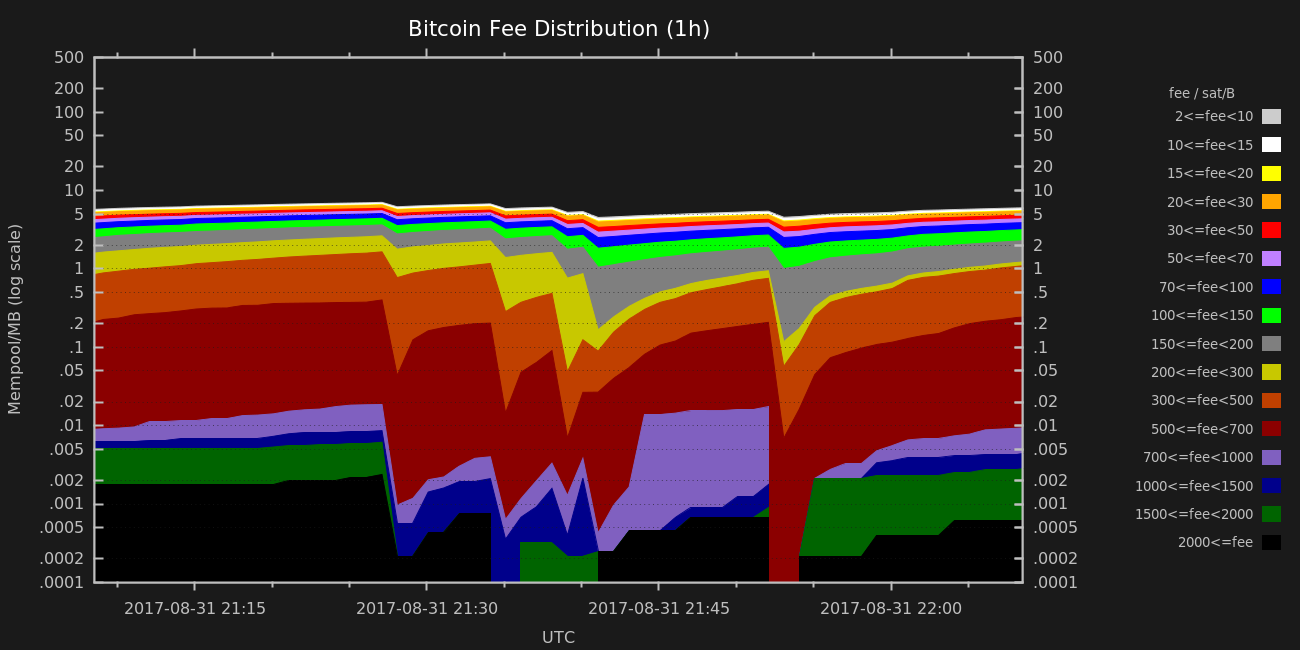 Bitcoin Fee Distribution (1h)
500
200
100
50
20
10
5
2
1
.5
.2
.1
.05
.02
.01
.005
.002
.001
.0005
.0002
.0001
Mempool/MB (log scale)
500
200
100
50
20
10
5
2
1
.5
.2
.1
.05
.02
.01
.005
.002
.001
.0005
.0002
.0001
2017-08-31 21:15 2017-08-31 21:30 2017-08-31 21:45 2017-08-31 22:00
UTC
fee / sat/B
2<=fee<10
10<=fee<15
15<=fee<20
20<=fee<30
30<=fee<50
50<=fee<70
70<=fee<100
100<=fee<150
150<=fee<200
200<=fee<300
300<=fee<500
500<=fee<700
700<=fee<1000
1000<=fee<1500
1500<=fee<2000
2000<=fee